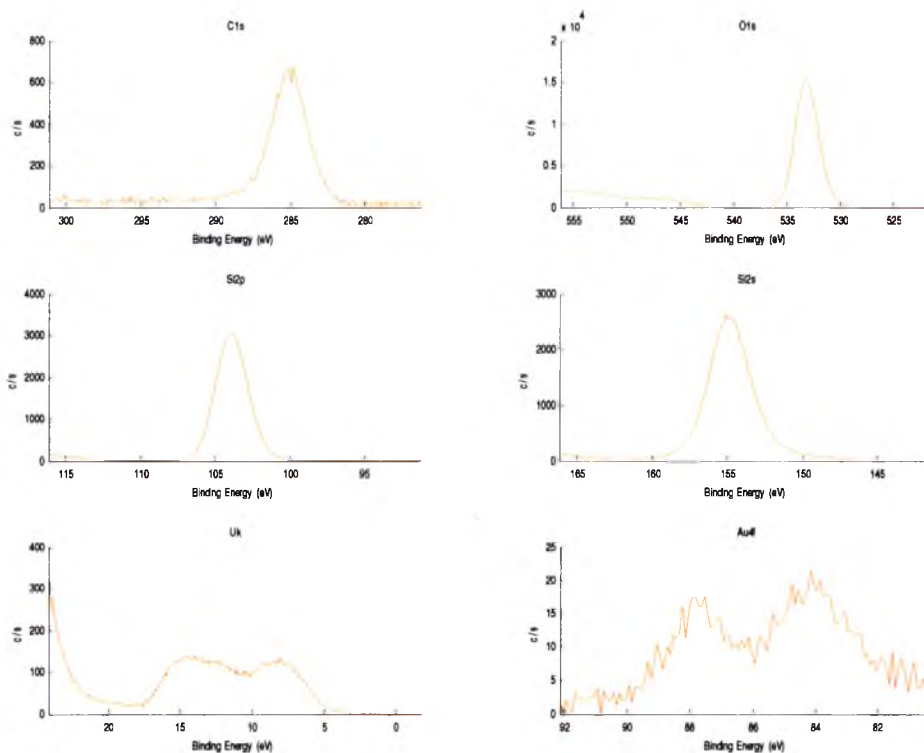 C1s
800
600
400
200
0
c / s
300 295 290 285 280
Binding Energy (eV)
x 10^4
O1s
2
1.5
1
0.5
0
c / s
555 550 545 540 535 530 525
Binding Energy (eV)
Si2p
4000
3000
2000
1000
0
c / s
115 110 105 100 95
Binding Energy (eV)
Si2s
3000
2000
1000
0
c / s
165 160 155 150 145
Binding Energy (eV)
Uk
400
300
200
100
0
c / s
20 15 10 5 0
Binding Energy (eV)
Au4f
25
20
15
10
5
0
c / s
92 90 88 86 84 82
Binding Energy (eV)